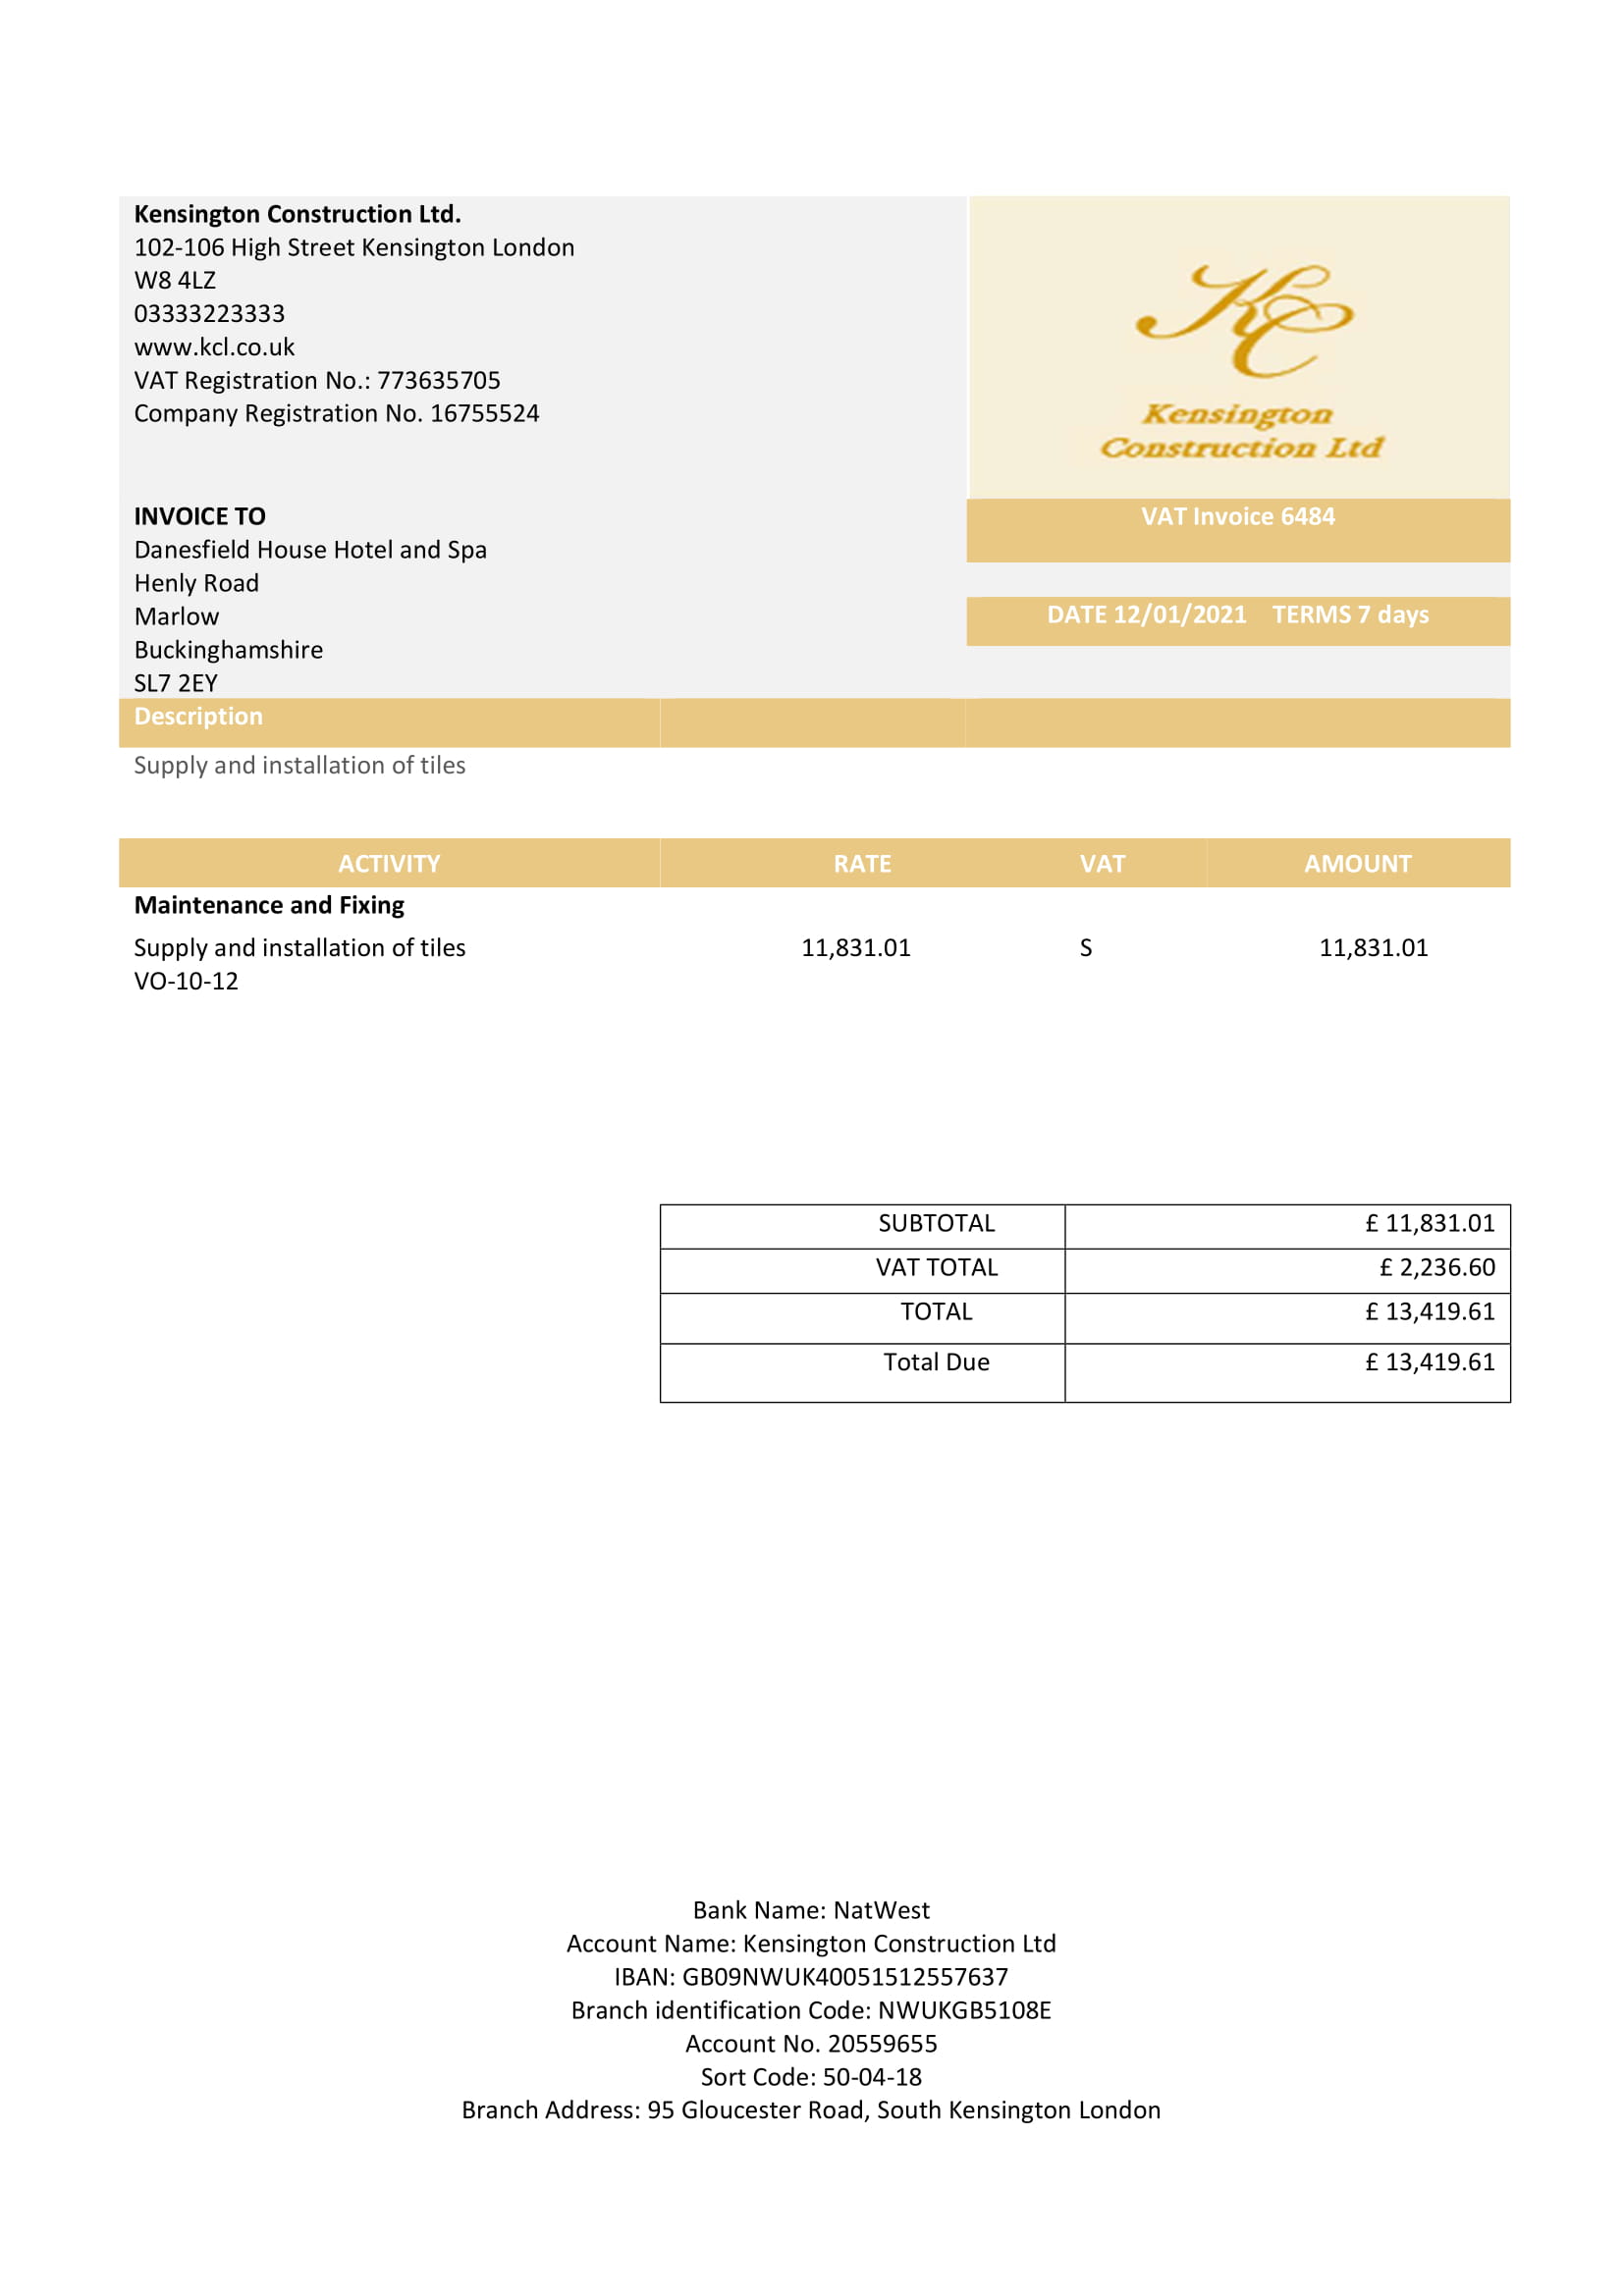 Kensington Construction Ltd.
102-106 High Street Kensington London
W8 4LZ
03333223333
www.kcl.co.uk
VAT Registration No.: 773635705
Company Registration No. 16755524
KC
Kensington
Construction Ltd
INVOICE TO
Danesfield House Hotel and Spa
Henly Road
Marlow
Buckinghamshire
SL7 2EY
VAT Invoice 6484
DATE 12/01/2021 TERMS 7 days
Description
Supply and installation of tiles
ACTIVITY RATE VAT AMOUNT
Maintenance and Fixing
Supply and installation of tiles 11,831.01 S 11,831.01
VO-10-12
SUBTOTAL £ 11,831.01
VAT TOTAL £ 2,236.60
TOTAL £ 13,419.61
Total Due £ 13,419.61
Bank Name: NatWest
Account Name: Kensington Construction Ltd
IBAN: GB09NWUK40051512557637
Branch identification Code: NWUKGB5108E
Account No. 20559655
Sort Code: 50-04-18
Branch Address: 95 Gloucester Road, South Kensington London